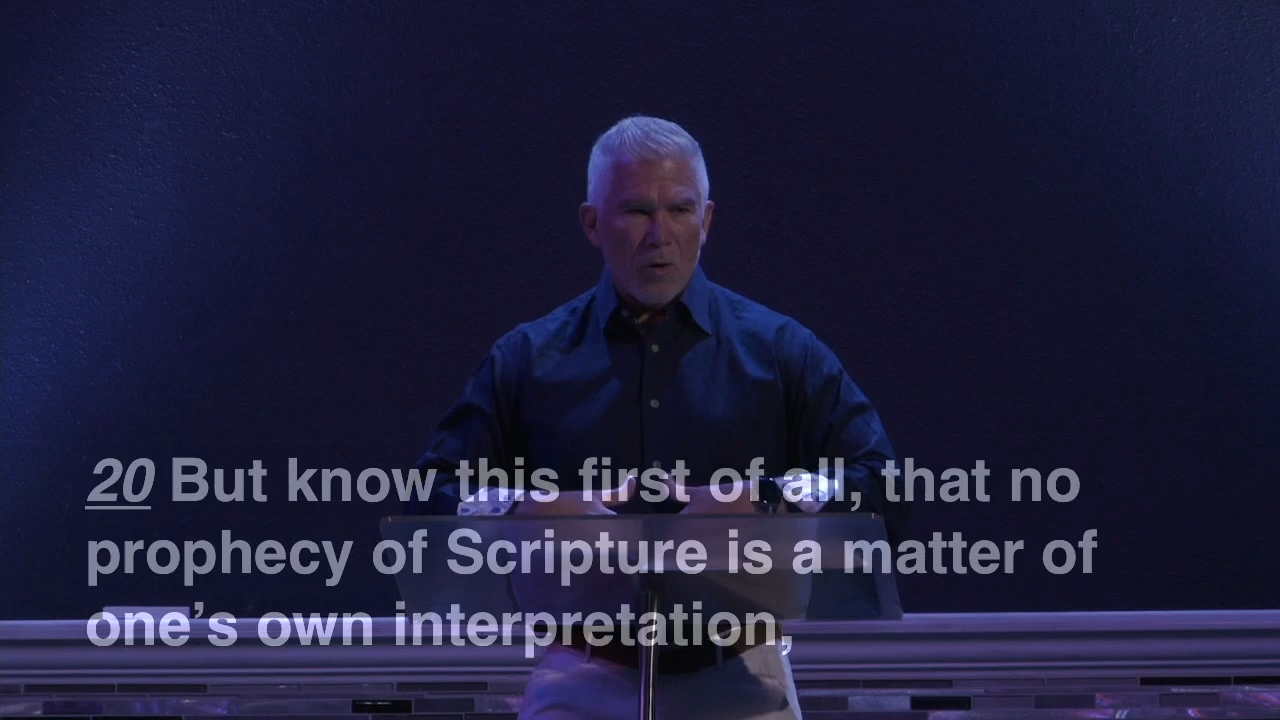 20 But know this first of all, that no
prophecy of Scripture is a matter of
one’s own interpretation,